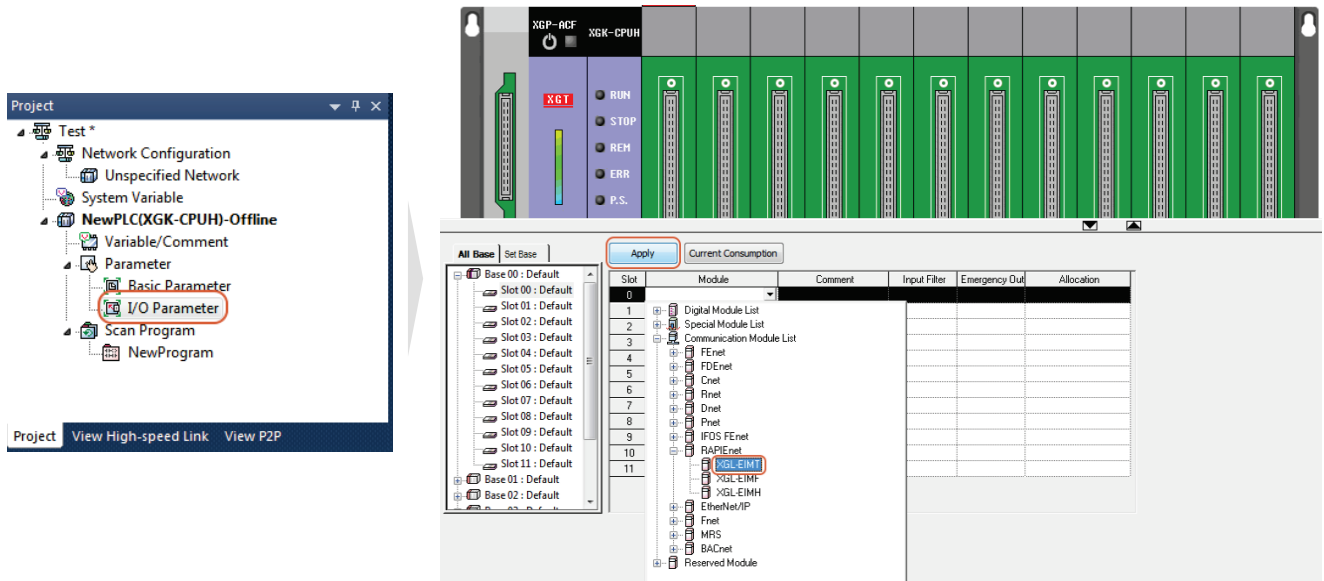 Project
Test *
Network Configuration
Unspecified Network
System Variable
NewPLC(XGK-CPUH)-Offline
Variable/Comment
Parameter
Basic Parameter
I/O Parameter
Scan Program
NewProgram
Project View High-speed Link View P2P
XGP-ACF XGK-CPUH
XGT
RUN
STOP
REM
ERR
P.S.
All Base Set Base
Apply Current Consumption
Base 00 : Default
Slot 00 : Default
Slot 01 : Default
Slot 02 : Default
Slot 03 : Default
Slot 04 : Default
Slot 05 : Default
Slot 06 : Default
Slot 07 : Default
Slot 08 : Default
Slot 09 : Default
Slot 10 : Default
Slot 11 : Default
Base 01 : Default
Base 02 : Default
Slot Module Comment Input Filter Emergency Out Allocation
0
1
2
3
4
5
6
7
8
9
10
11
Digital Module List
Special Module List
Communication Module List
FEnet
FDEnet
Cnet
Rnet
Dnet
Pnet
IFOS FEnet
RAPIEnet
XGL-EIMT
XGL-EIMF
XGL-EIMH
EtherNet/IP
Fnet
MRS
BACnet
Reserved Module